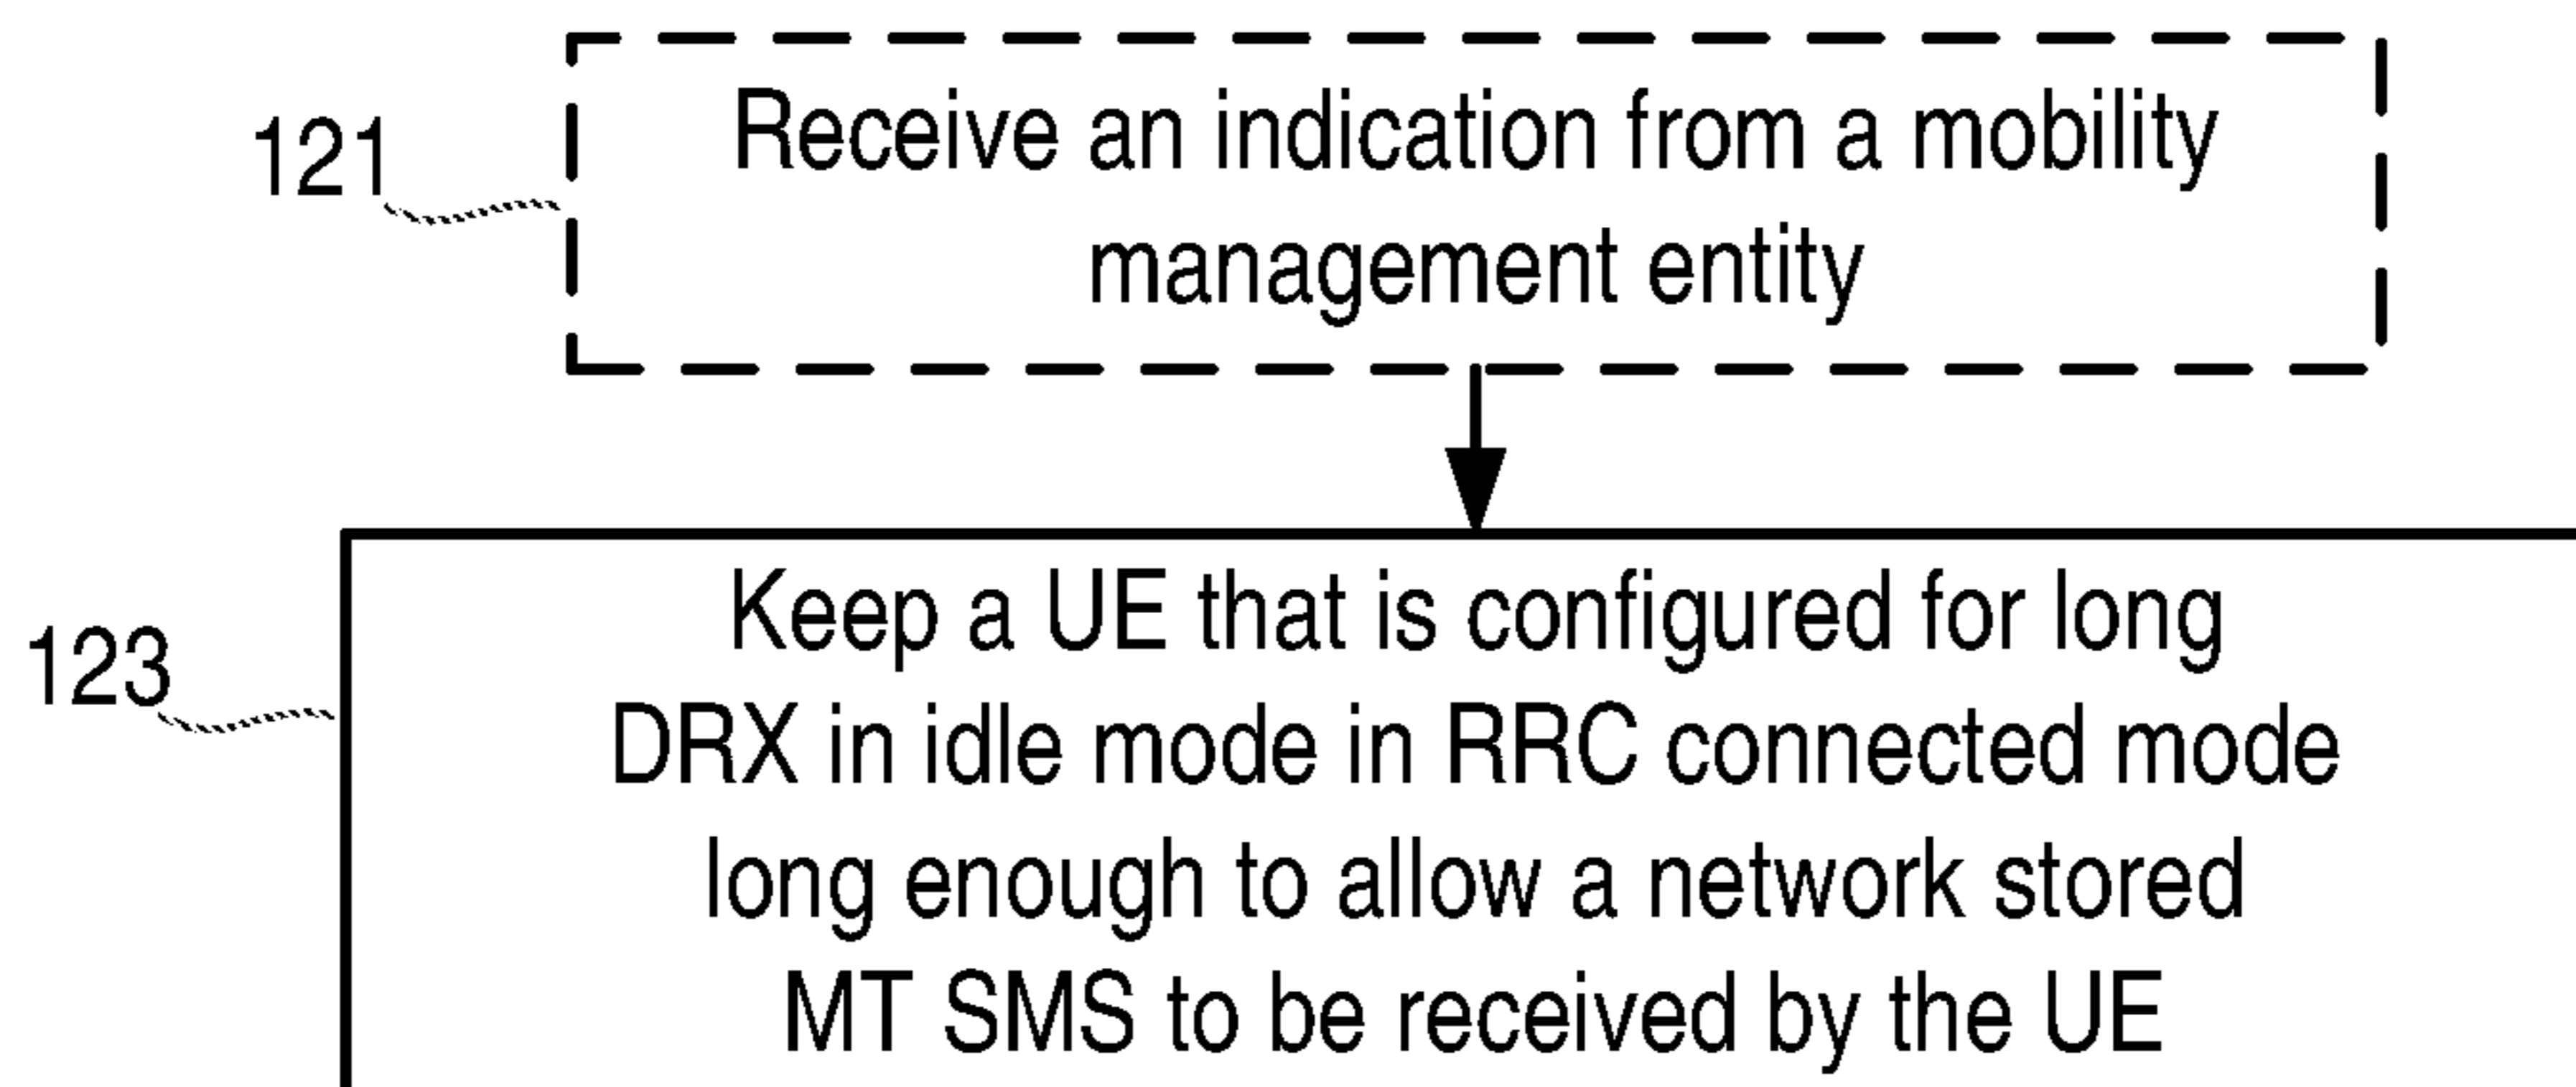 121
Receive an indication from a mobility
management entity
123
Keep a UE that is configured for long
DRX in idle mode in RRC connected mode
long enough to allow a network stored
MT SMS to be received by the UE